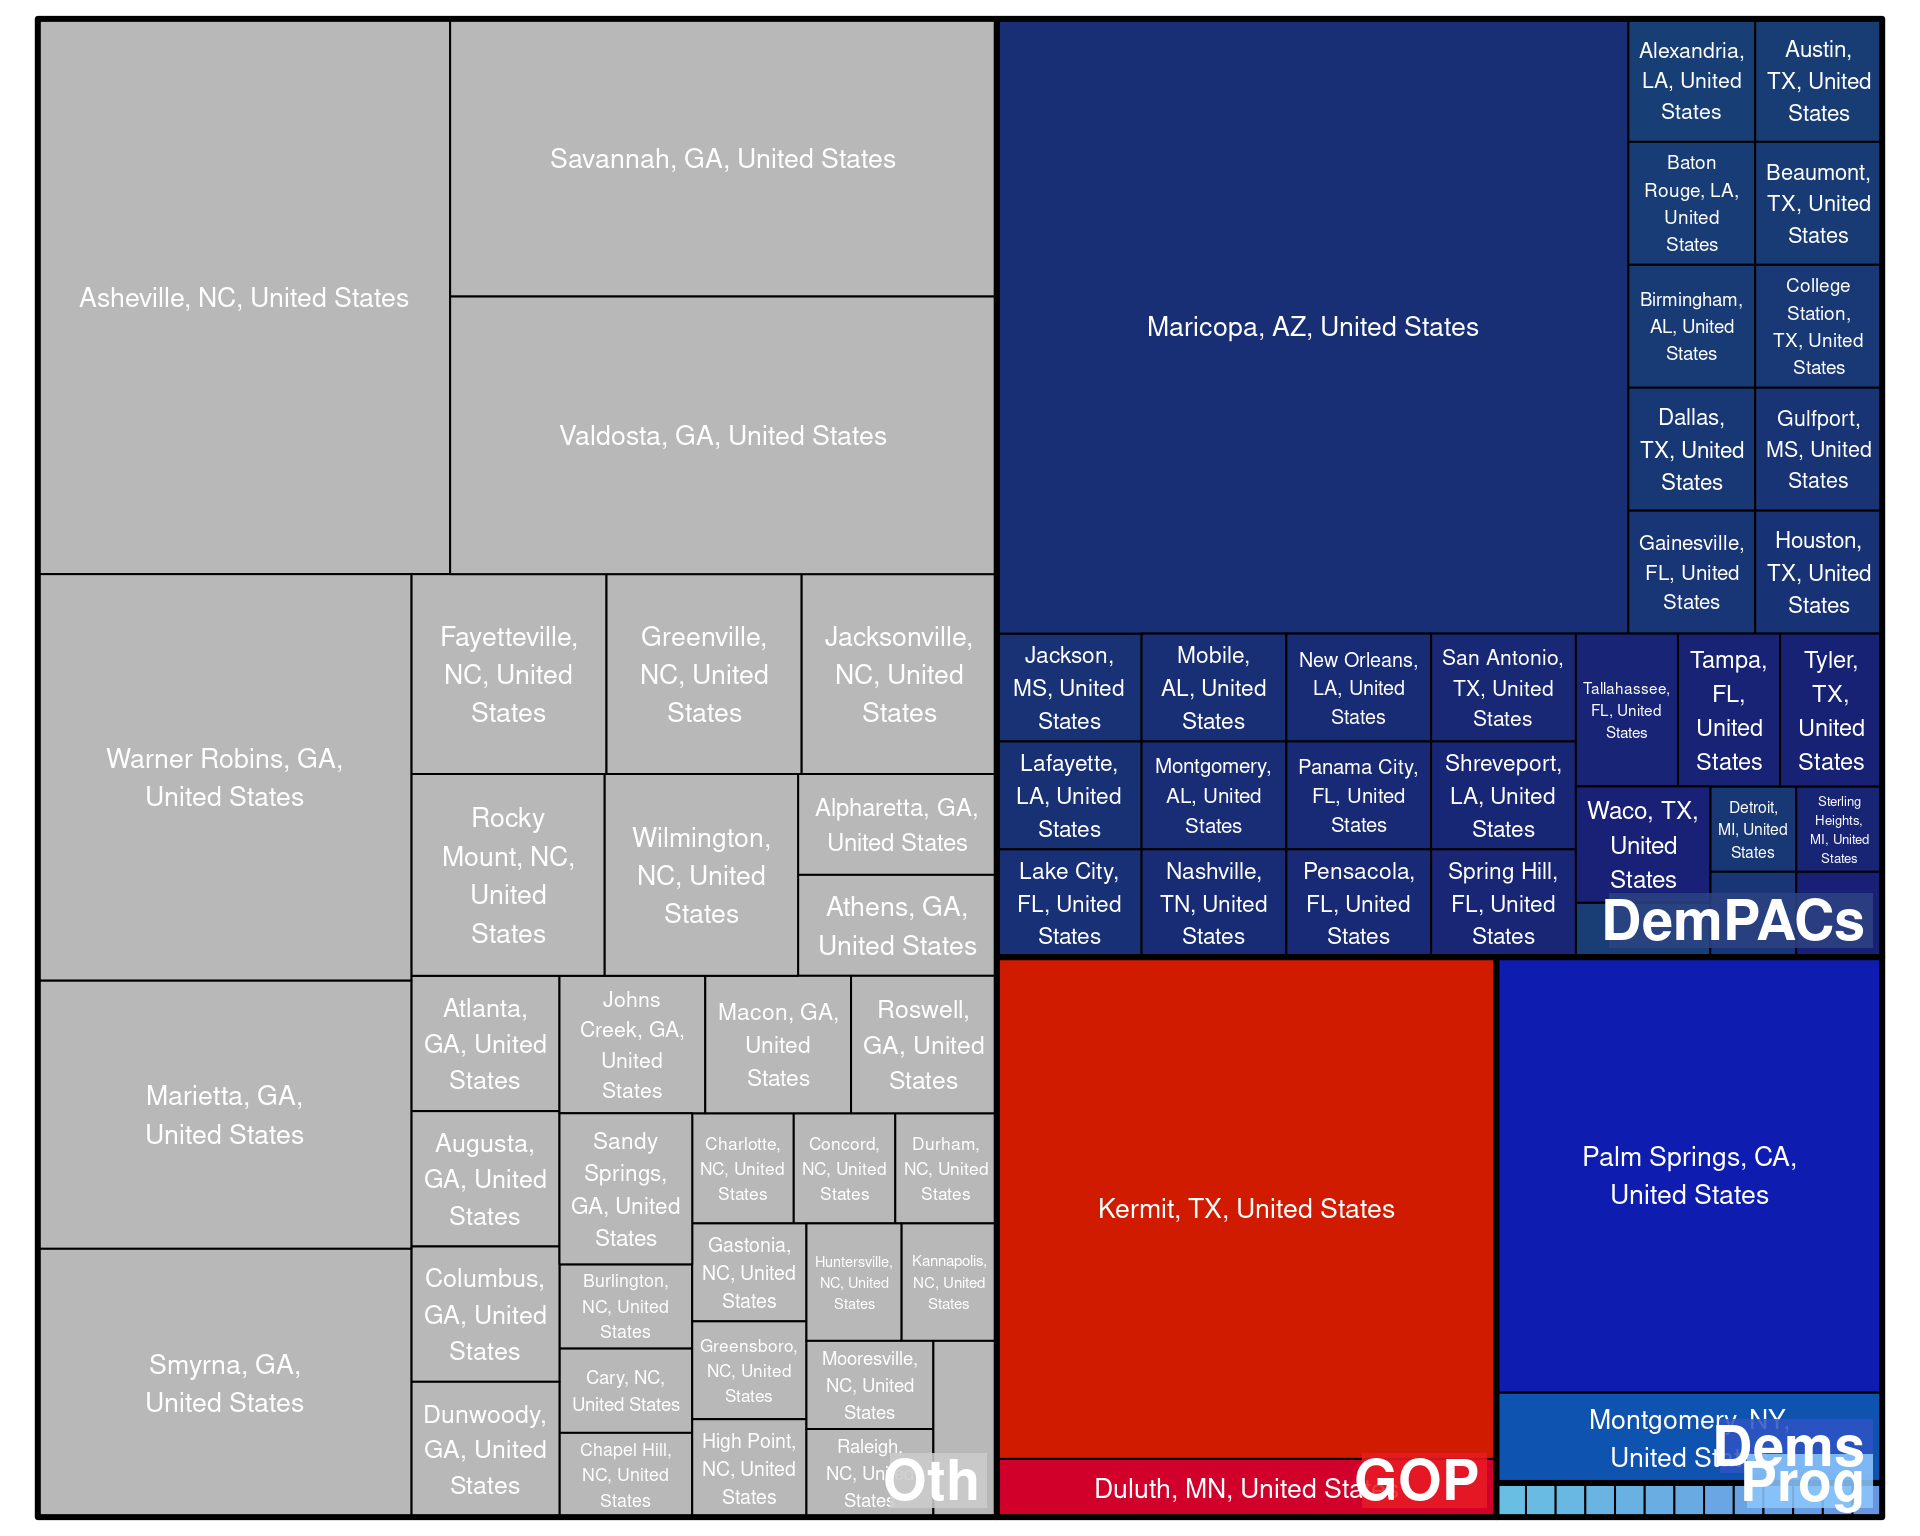 Asheville, NC, United States
Savannah, GA, United States
Valdosta, GA, United States
Warner Robins, GA,
United States
Marietta, GA,
United States
Smyrna, GA,
United States
Fayetteville,
NC, United
States
Greenville,
NC, United
States
Jacksonville,
NC, United
States
Rocky
Mount, NC,
United
States
Wilmington,
NC, United
States
Alpharetta, GA,
United States
Athens, GA,
United States
Atlanta,
GA, United
States
Augusta,
GA, United
States
Columbus,
GA, United
States
Dunwoody,
GA, United
States
Johns
Creek, GA,
United
States
Macon, GA,
United
States
Roswell,
GA, United
States
Sandy
Springs,
GA, United
States
Burlington,
NC, United
States
Cary, NC,
United States
Chapel Hill,
NC, United
States
Charlotte,
NC, United
States
Concord,
NC, United
States
Durham,
NC, United
States
Gastonia,
NC, United
States
Greensboro,
NC, United
States
High Point,
NC, United
States
Huntersville,
NC, United
States
Kannapolis,
NC, United
States
Mooresville,
NC, United
States
Raleigh,
NC, United
States
Oth
Maricopa, AZ, United States
Alexandria,
LA, United
States
Austin,
TX, United
States
Baton
Rouge, LA,
United
States
Beaumont,
TX, United
States
Birmingham,
AL, United
States
College
Station,
TX, United
States
Dallas,
TX, United
States
Gulfport,
MS, United
States
Gainesville,
FL, United
States
Houston,
TX, United
States
Jackson,
MS, United
States
Lafayette,
LA, United
States
Lake City,
FL, United
States
Mobile,
AL, United
States
Montgomery,
AL, United
States
Nashville,
TN, United
States
New Orleans,
LA, United
States
Panama City,
FL, United
States
Pensacola,
FL, United
States
San Antonio,
TX, United
States
Shreveport,
LA, United
States
Spring Hill,
FL, United
States
Tallahassee,
FL, United
States
Tampa,
FL,
United
States
Tyler,
TX,
United
States
Waco, TX,
United
States
Detroit,
MI, United
States
Sterling
Heights,
MI, United
States
DemPACs
Kermit, TX, United States
Duluth, MN, United States
GOP
Palm Springs, CA,
United States
Montgomery, NY,
United States
Dems
Prog